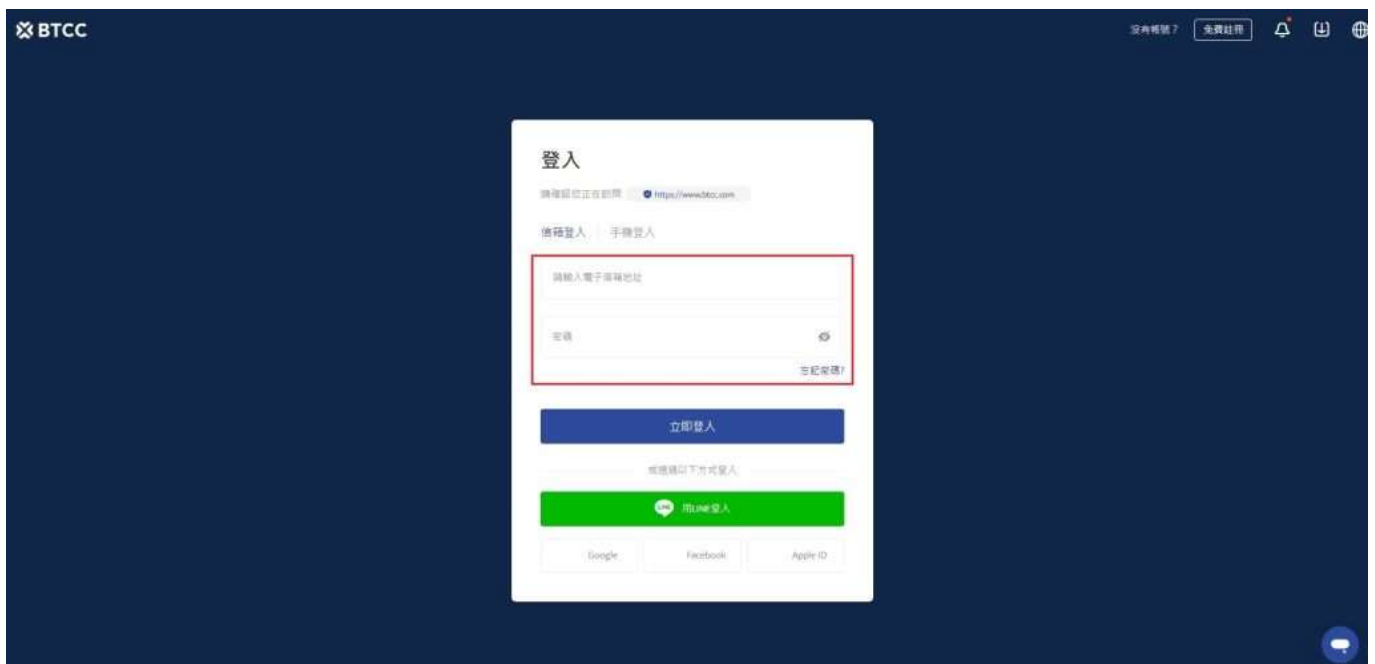 BTCC
沒有帳號？ 免費註冊
登入
請確認您正在訪問 https://www.btcc.com
信箱登入 手機登入
請輸入電子信箱地址
密碼
忘記密碼?
立即登入
或透過以下方式登入
LINE 用LINE登入
Google Facebook Apple ID